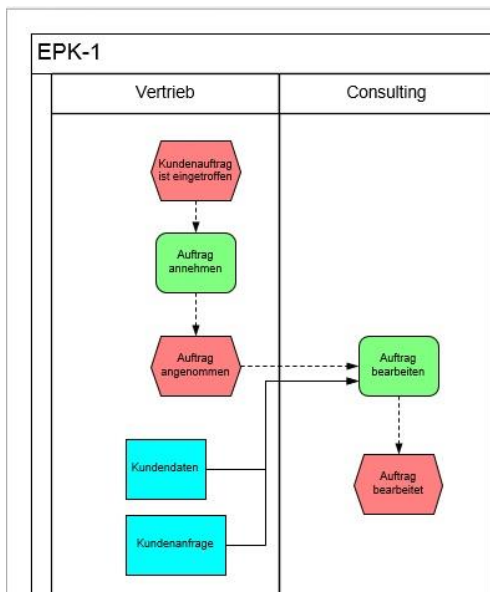 EPK-1
Vertrieb
Consulting
Kundenauftrag
ist eingetroffen
Auftrag
annehmen
Auftrag
angenommen
Auftrag
bearbeiten
Kundendaten
Auftrag
bearbeitet
Kundenanfrage